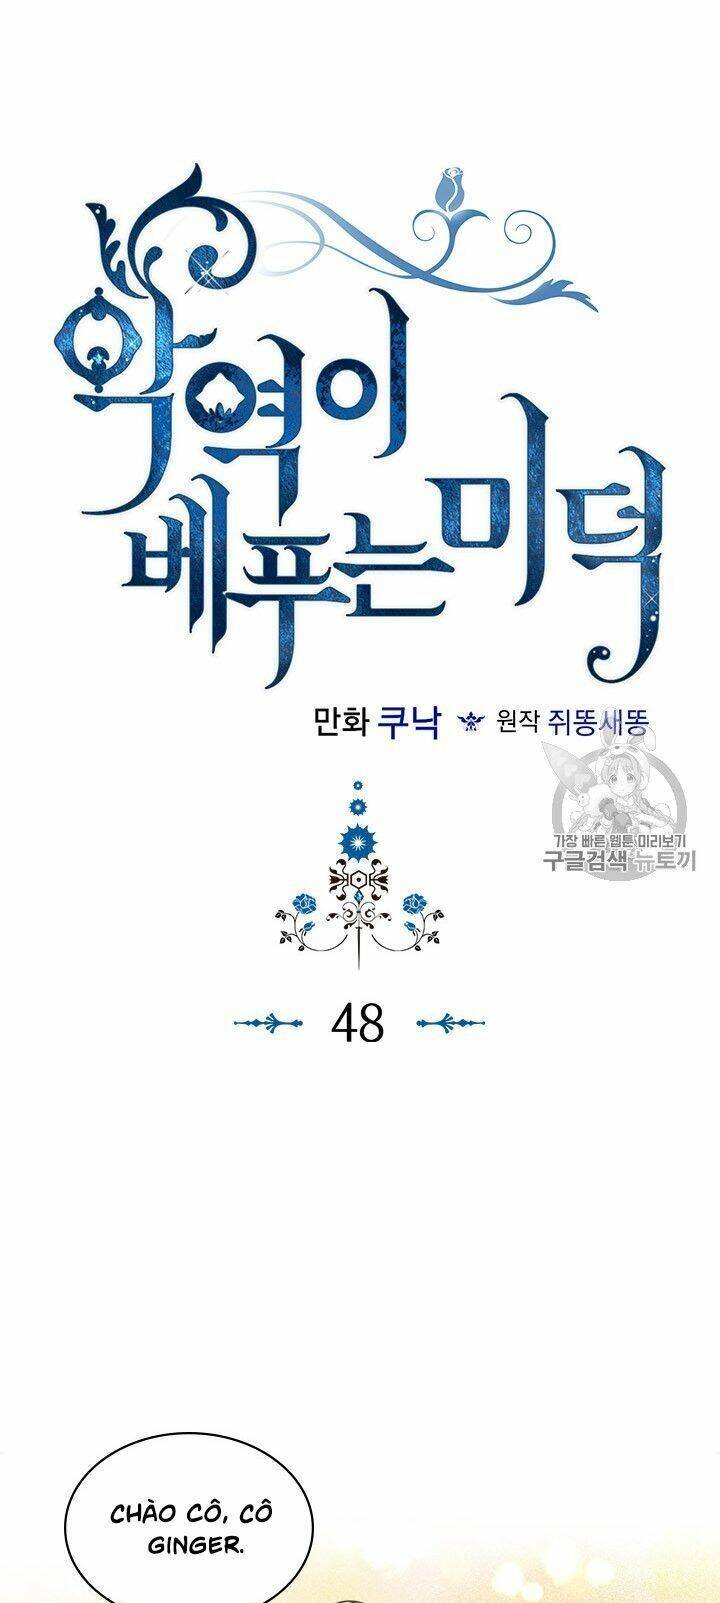 악역이
베푸는 미덕
만화 쿠낙 원작 쥐똥새똥
가장 빠른 웹툰 미리보기
구글검색 뉴토끼
48
CHÀO CÔ, CÔ
GINGER.